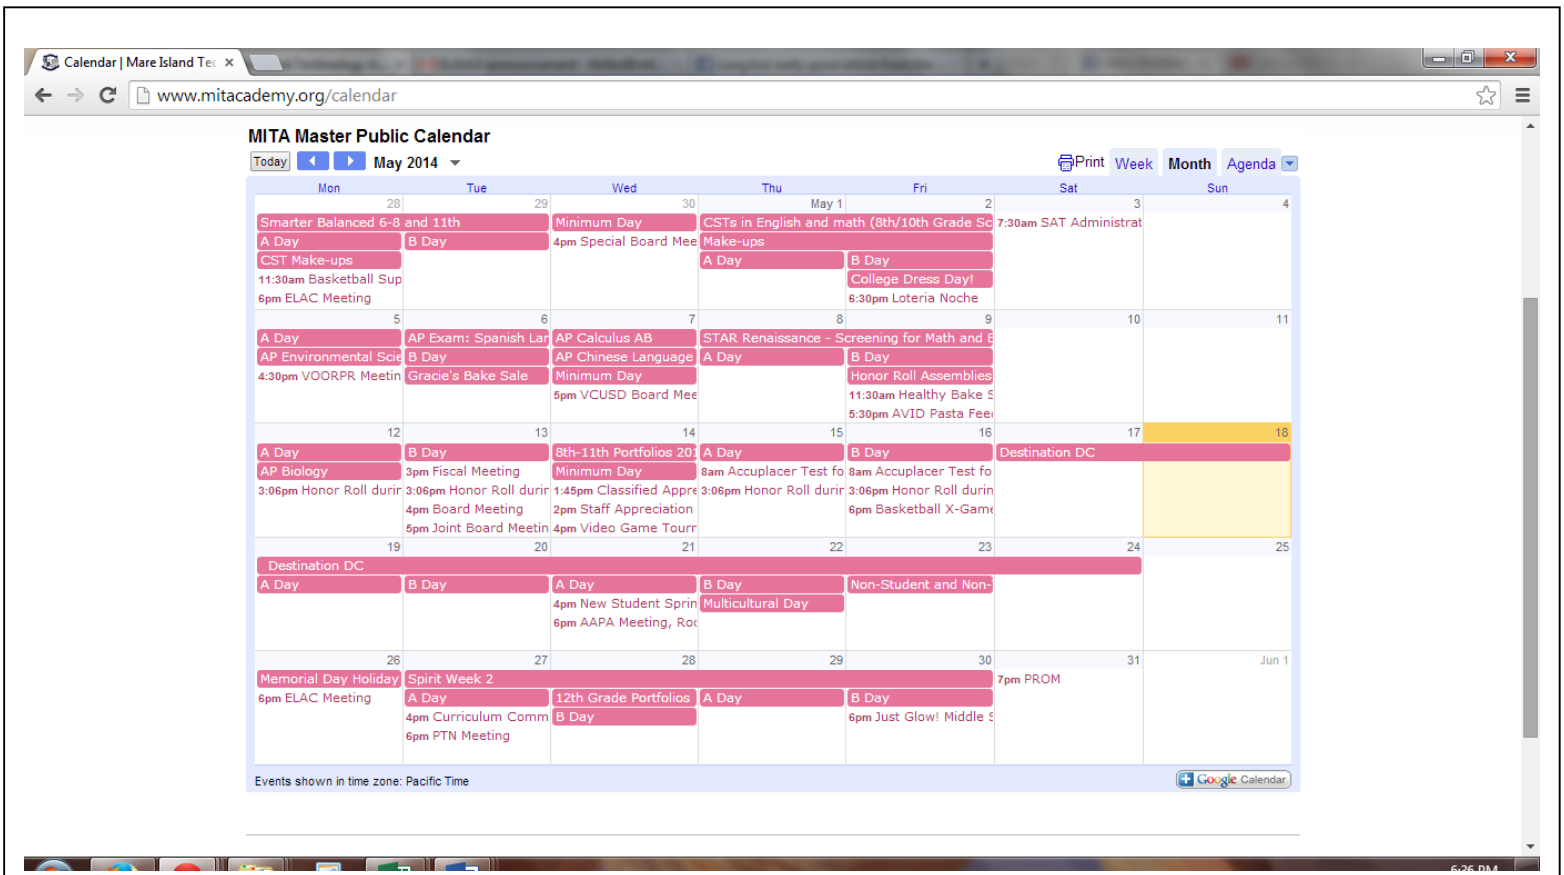 Calendar | Mare Island Tec
www.mitacademy.org/calendar
MITA Master Public Calendar
Today May 2014 Print Week Month Agenda
Mon Tue Wed Thu Fri Sat Sun
28 29 30 May 1 2 3 4
Smarter Balanced 6-8 and 11th Minimum Day CSTs in English and math (8th/10th Grade Sc 7:30am SAT Administrat
A Day B Day 4pm Special Board Mee Make-ups
CST Make-ups A Day B Day
11:30am Basketball Sup College Dress Day!
6pm ELAC Meeting 6:30pm Loteria Noche
5 6 7 8 9 10 11
A Day AP Exam: Spanish Lan AP Calculus AB STAR Renaissance - Screening for Math and E
AP Environmental Scie B Day AP Chinese Language A Day B Day
4:30pm VOORPR Meetin Gracie's Bake Sale Minimum Day Honor Roll Assemblies
5pm VCUSD Board Mee 11:30am Healthy Bake S
5:30pm AVID Pasta Feed
12 13 14 15 16 17 18
A Day B Day 8th-11th Portfolios 201 A Day B Day Destination DC
AP Biology 3pm Fiscal Meeting Minimum Day 8am Accuplacer Test fo 8am Accuplacer Test fo
3:06pm Honor Roll durin 3:06pm Honor Roll durin 1:45pm Classified Appre 3:06pm Honor Roll durin 3:06pm Honor Roll durin
4pm Board Meeting 2pm Staff Appreciation 6pm Basketball X-Game
5pm Joint Board Meetin 4pm Video Game Tourn
19 20 21 22 23 24 25
Destination DC
A Day B Day A Day B Day Non-Student and Non-
4pm New Student Sprin Multicultural Day
6pm AAPA Meeting, Roo
26 27 28 29 30 31 Jun 1
Memorial Day Holiday Spirit Week 2 7pm PROM
6pm ELAC Meeting A Day 12th Grade Portfolios A Day B Day
4pm Curriculum Comm B Day 6pm Just Glow! Middle S
6pm PTN Meeting
Events shown in time zone: Pacific Time Google Calendar
6:36 PM